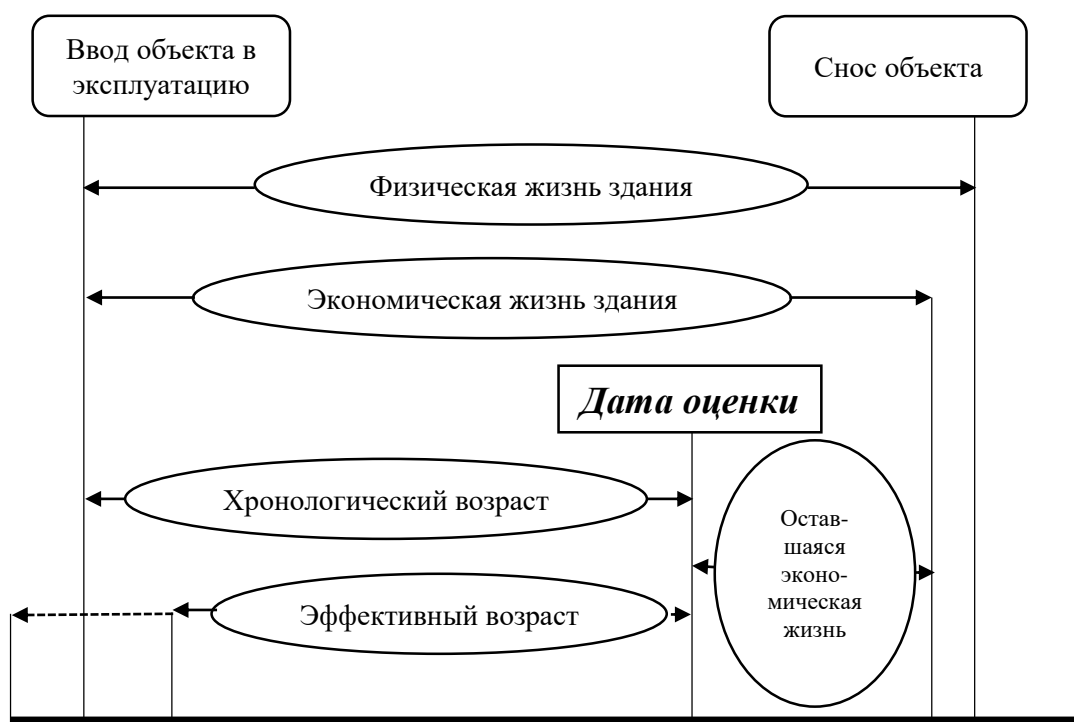 Ввод объекта в
эксплуатацию
Снос объекта
Физическая жизнь здания
Экономическая жизнь здания
Дата оценки
Хронологический возраст
Остав-
шаяся
эконо-
мическая
жизнь
Эффективный возраст